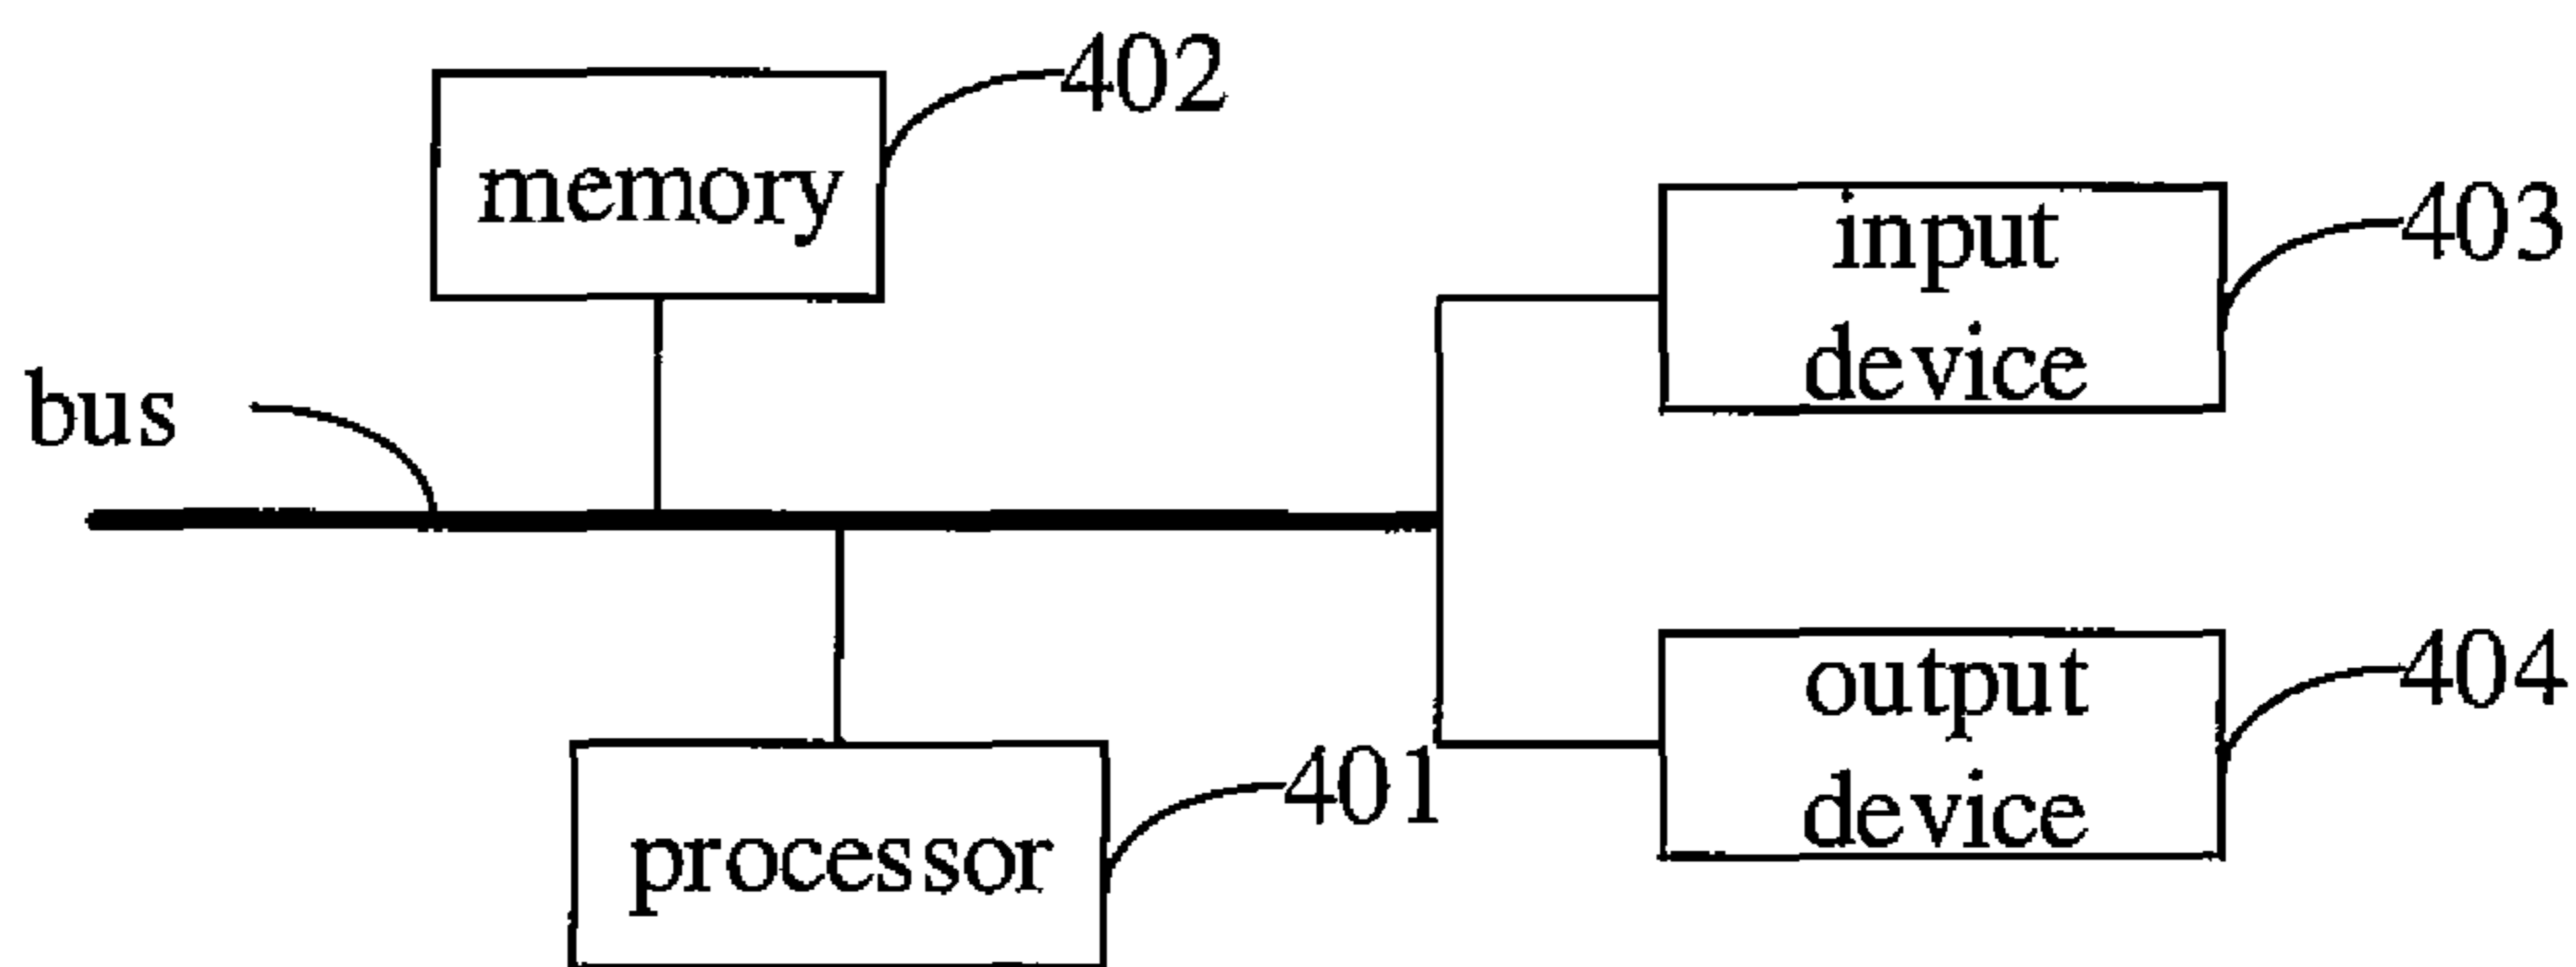 402
memory
403
input
device
bus
404
output
device
401
processor